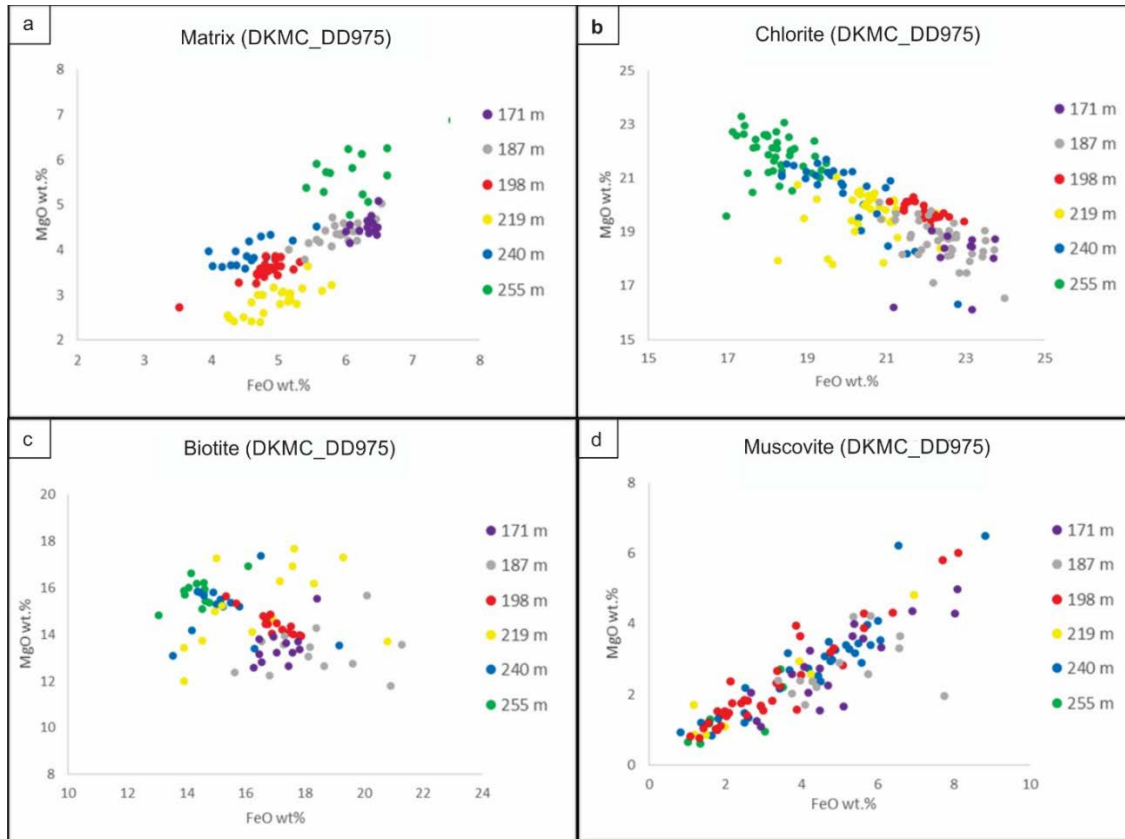 a
Matrix (DKMC_DD975)
8
7
6
5
4
3
2
MgO wt.%
2 3 4 5 6 7 8
FeO wt.%
171 m
187 m
198 m
219 m
240 m
255 m
b
Chlorite (DKMC_DD975)
25
23
21
19
17
15
MgO wt.%
15 17 19 21 23 25
FeO wt.%
171 m
187 m
198 m
219 m
240 m
255 m
c
Biotite (DKMC_DD975)
20
18
16
14
12
10
8
MgO wt.%
10 12 14 16 18 20 22 24
FeO wt%
171 m
187 m
198 m
219 m
240 m
255 m
d
Muscovite (DKMC_DD975)
8
6
4
2
0
MgO wt.%
0 2 4 6 8 10
FeO wt.%
171 m
187 m
198 m
219 m
240 m
255 m